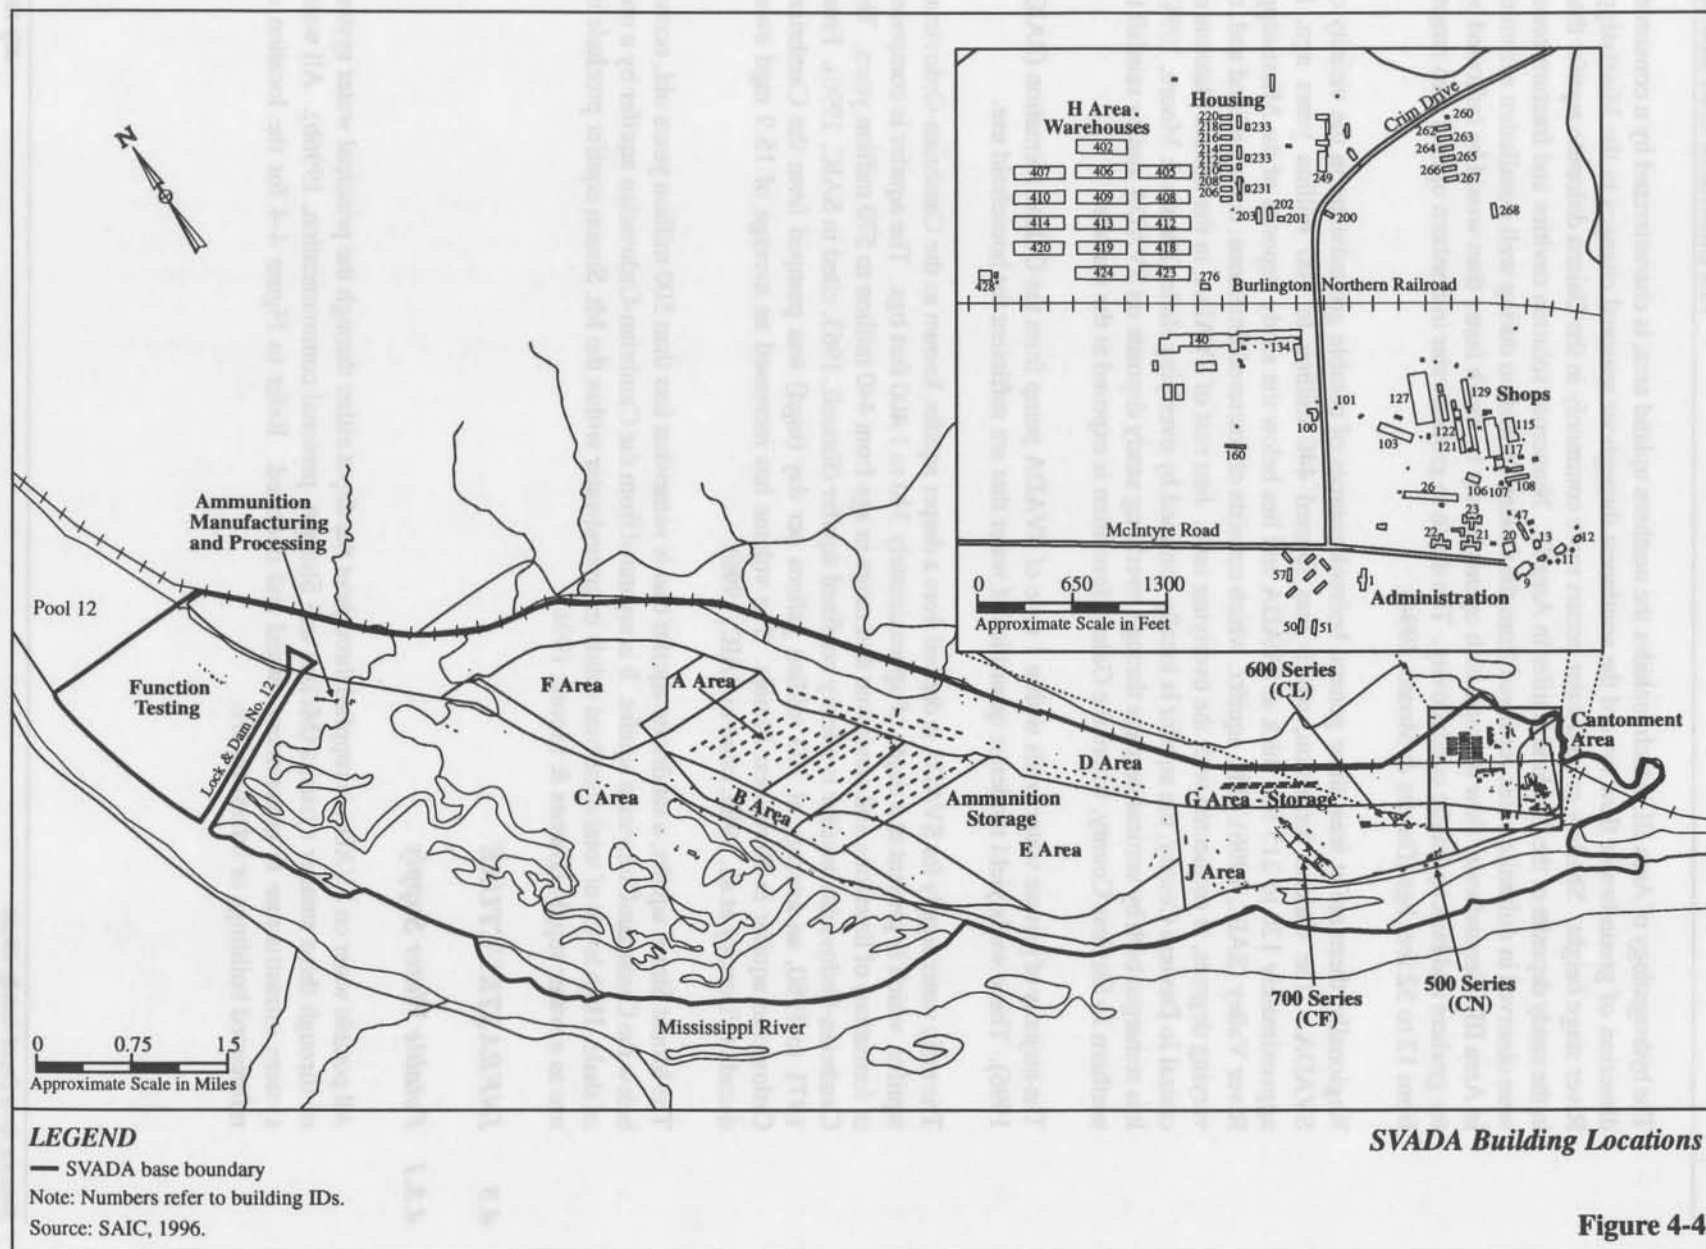 N
H Area.
Warehouses
402
407 406 405
410 409 408
414 413 412
420 419 418
424 423
428
276
Housing
220
218
216
214
212
210
208
206
233
233
231
203
202
201
249
200
Crim Drive
260
262
263
264
265
266
267
268
Burlington Northern Railroad
140
134
101
100
160
127
129
Shops
103
122
121
115
117
26
106
107
108
23
22
21
47
20
13
12
11
9
McIntyre Road
57
1
Administration
50 51
0 650 1300
Approximate Scale in Feet
Ammunition
Manufacturing
and Processing
Pool 12
Function
Testing
Lock & Dam No. 12
F Area
A Area
C Area
B Area
D Area
Ammunition
Storage
E Area
G Area - Storage
J Area
600 Series
(CL)
Cantonment
Area
700 Series
(CF)
500 Series
(CN)
Mississippi River
0 0.75 1.5
Approximate Scale in Miles
LEGEND
SVADA base boundary
Note: Numbers refer to building IDs.
Source: SAIC, 1996.
SVADA Building Locations
Figure 4-4